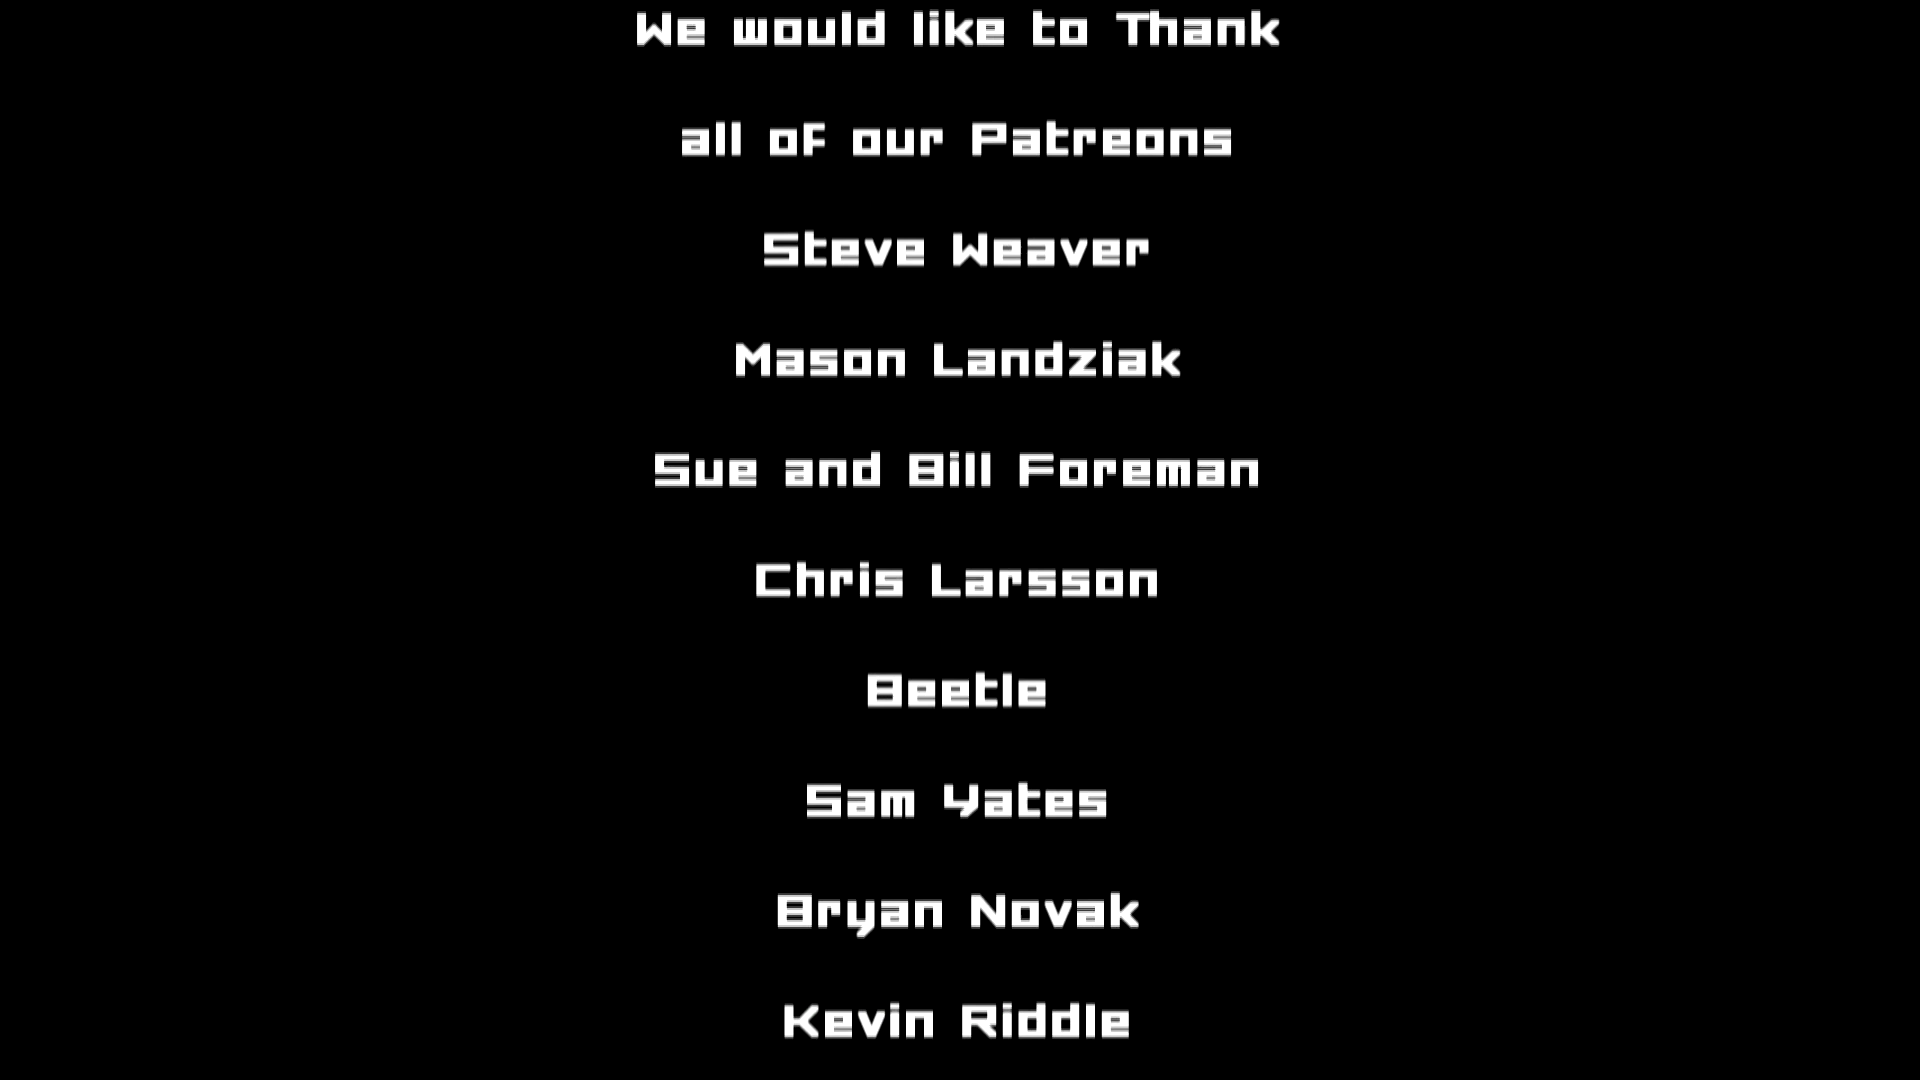 We would like to Thank
all of our Patreons
Steve Weaver
Mason Landziak
Sue and Bill Foreman
Chris Larsson
Beetle
Sam Yates
Bryan Novak
Kevin Riddle